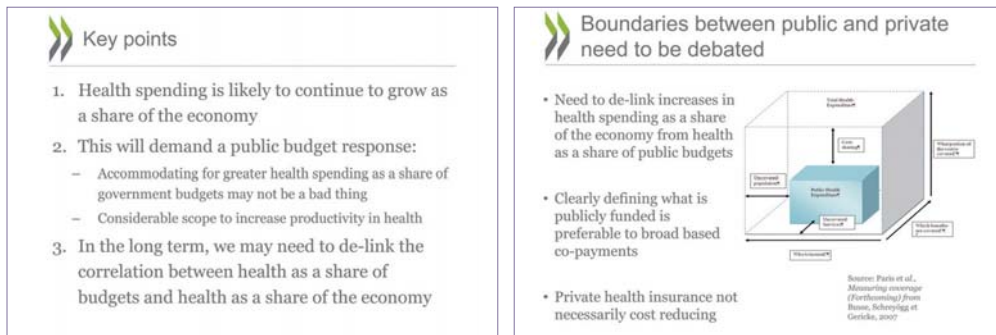 Key points
1. Health spending is likely to continue to grow as
a share of the economy
2. This will demand a public budget response:
– Accommodating for greater health spending as a share of
government budgets may not be a bad thing
– Considerable scope to increase productivity in health
3. In the long term, we may need to de-link the
correlation between health as a share of
budgets and health as a share of the economy
Boundaries between public and private
need to be debated
• Need to de-link increases in
health spending as a share
of the economy from health
as a share of public budgets
• Clearly defining what is
publicly funded is
preferable to broad based
co-payments
• Private health insurance not
necessarily cost reducing
Total Health
Expenditure
Cost
sharing
Uncovered
population
Public Health
Expenditure
Uncovered
Services
Source: Paris et al.,
Measuring coverage
(Forthcoming) from
Busse, Schreyögg et
Gericke, 2007